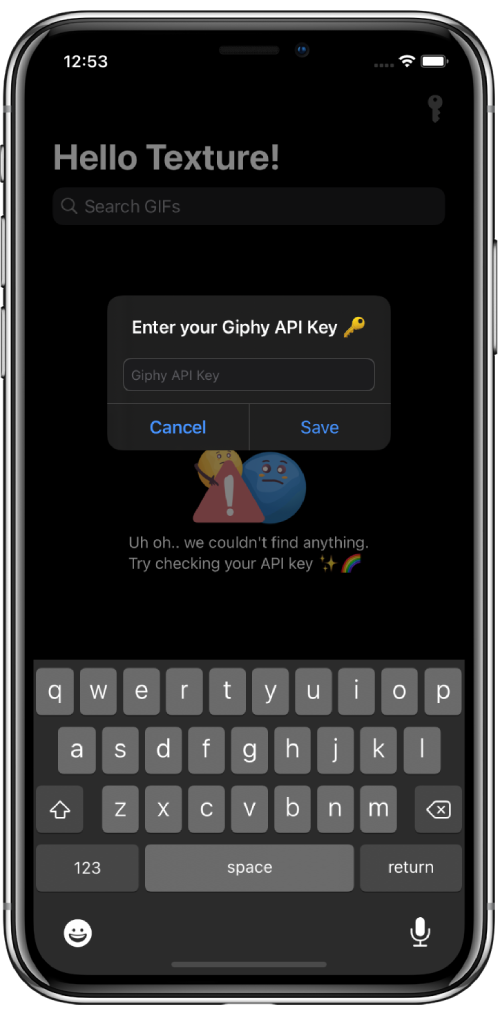 12:53
Hello Texture!
Search GIFs
Enter your Giphy API Key 🔑
Giphy API Key
Cancel Save
Uh oh.. we couldn't find anything.
Try checking your API key ✨🌈
q w e r t y u i o p
a s d f g h j k l
z x c v b n m
123 space return